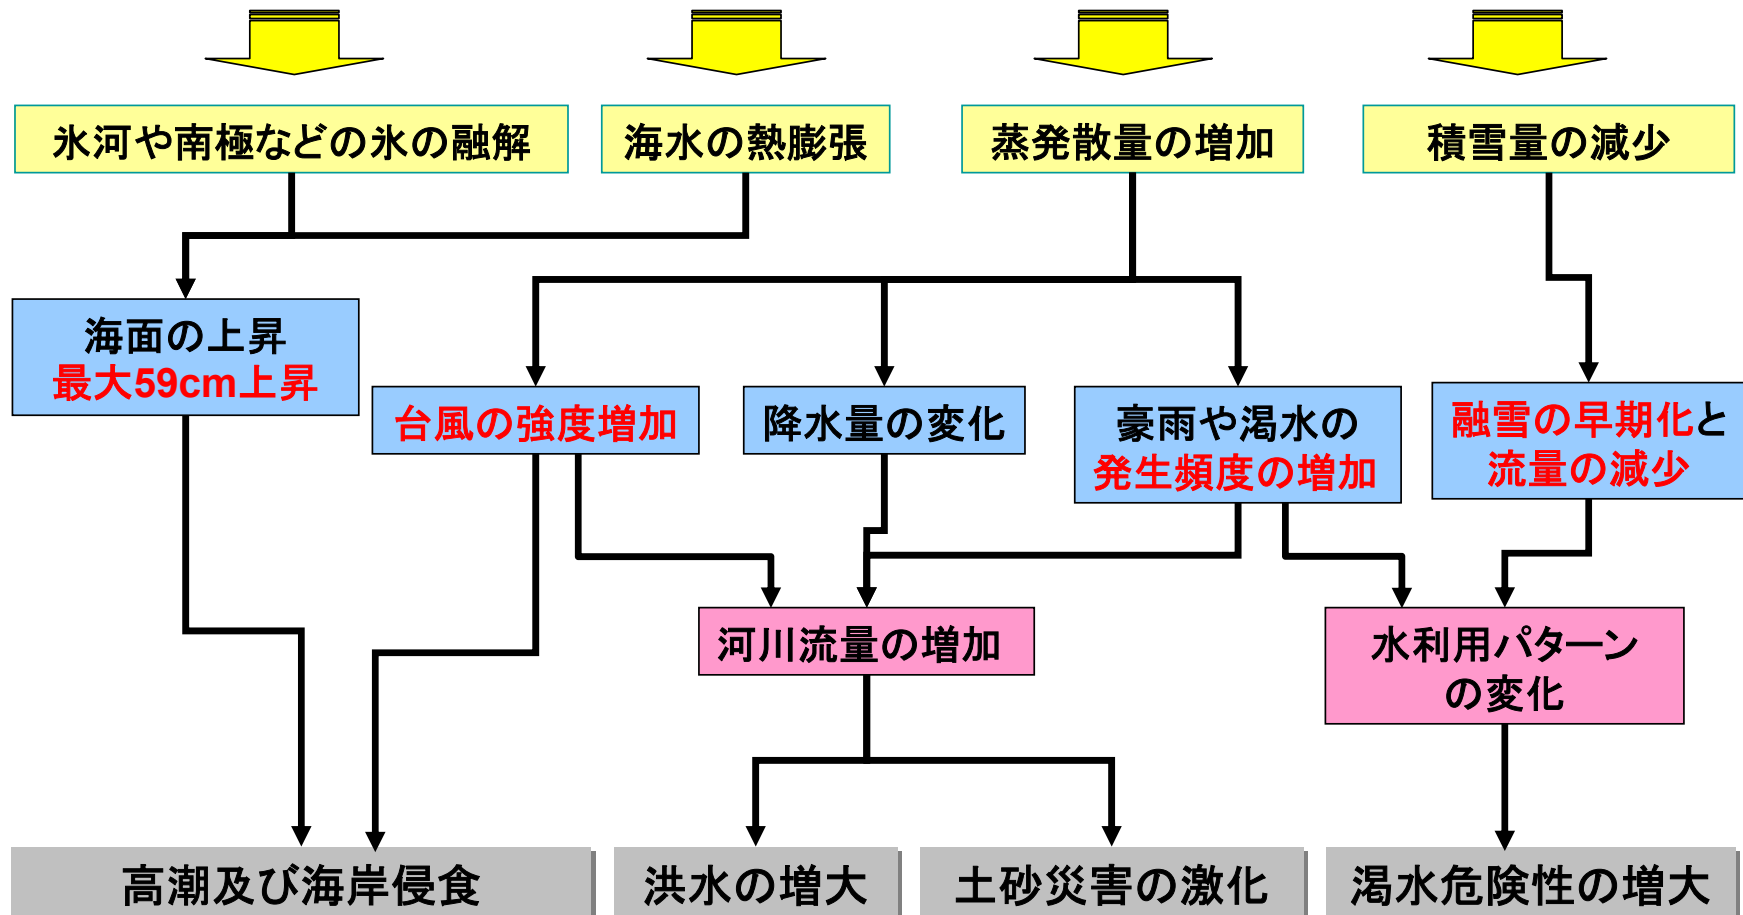 氷河や南極などの氷の融解
海水の熱膨張
蒸発散量の増加
積雪量の減少
海面の上昇
最大59cm上昇
台風の強度増加
降水量の変化
豪雨や渇水の
発生頻度の増加
融雪の早期化と
流量の減少
河川流量の増加
水利用パターン
の変化
高潮及び海岸侵食
洪水の増大
土砂災害の激化
渇水危険性の増大